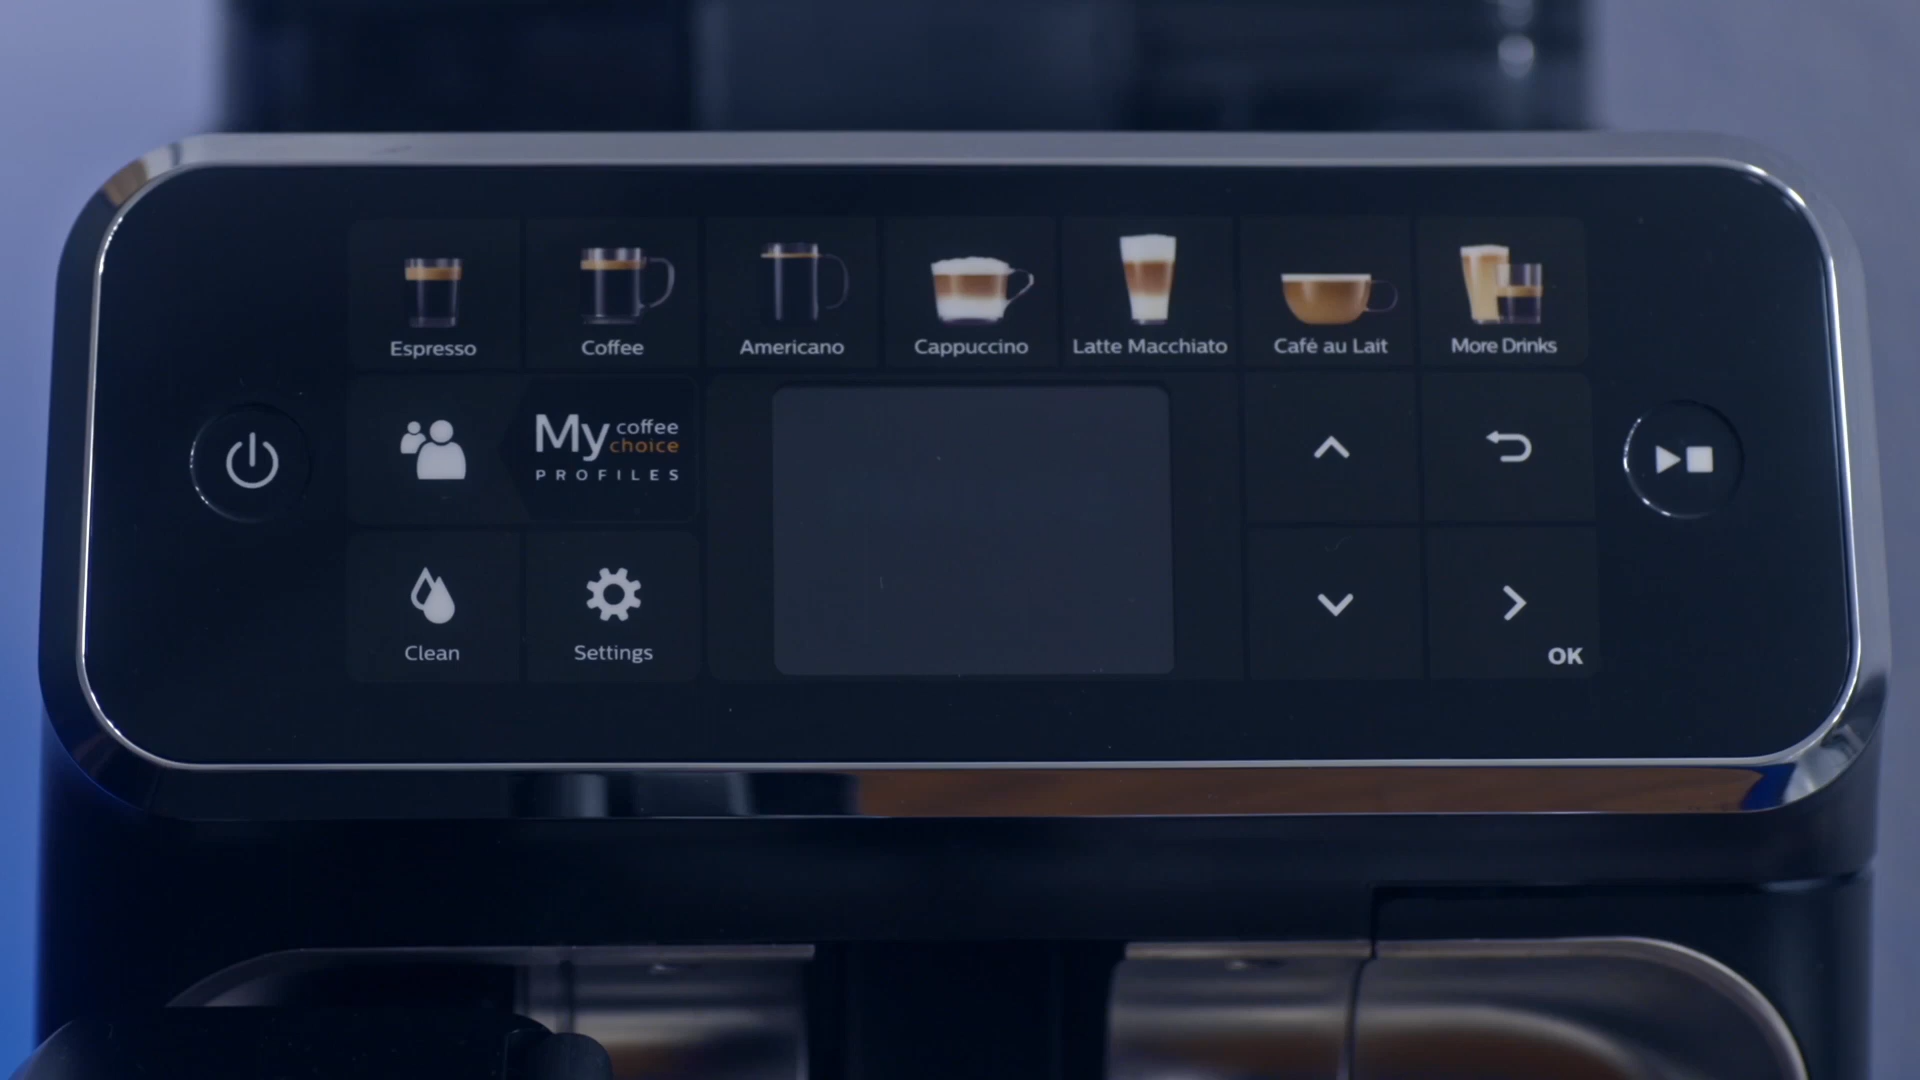 Espresso
Coffee
Americano
Cappuccino
Latte Macchiato
Café au Lait
More Drinks
My coffee choice
PROFILES
Clean
Settings
OK